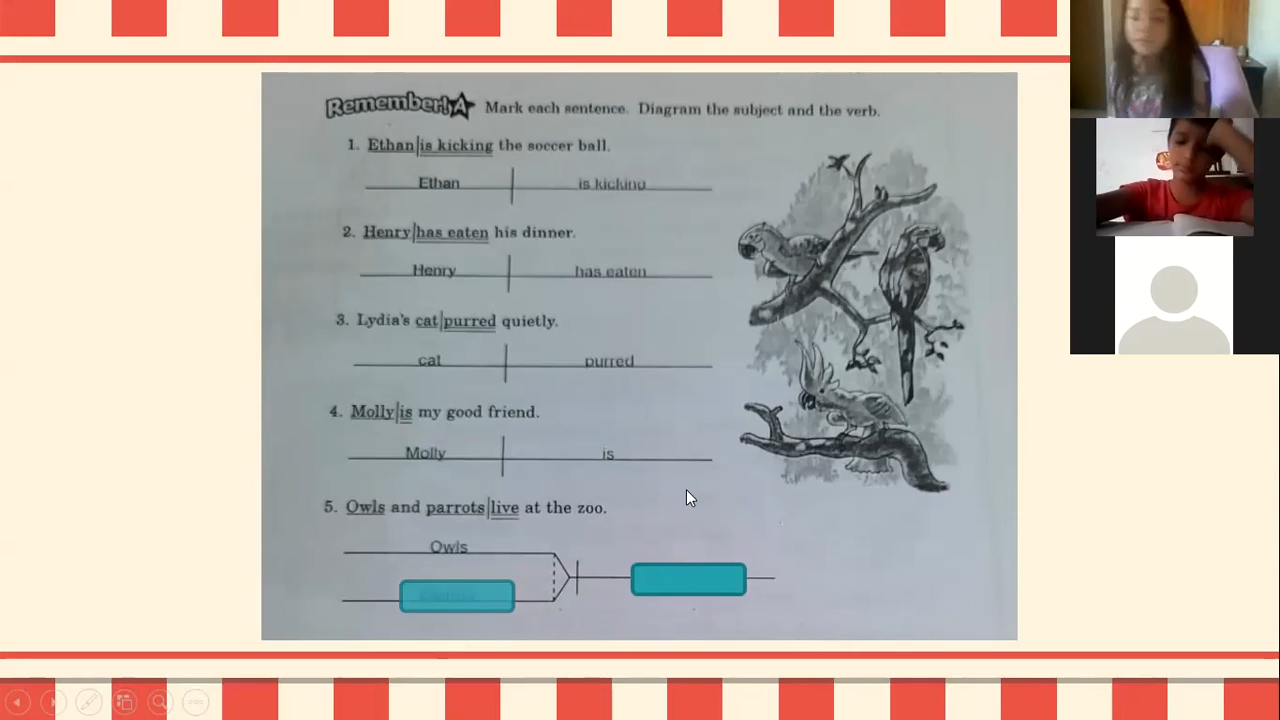 Remember! A Mark each sentence. Diagram the subject and the verb.
1. Ethan is kicking the soccer ball.
Ethan is kicking
2. Henry has eaten his dinner.
Henry has eaten
3. Lydia's cat purred quietly.
cat purred
4. Molly is my good friend.
Molly is
5. Owls and parrots live at the zoo.
Owls